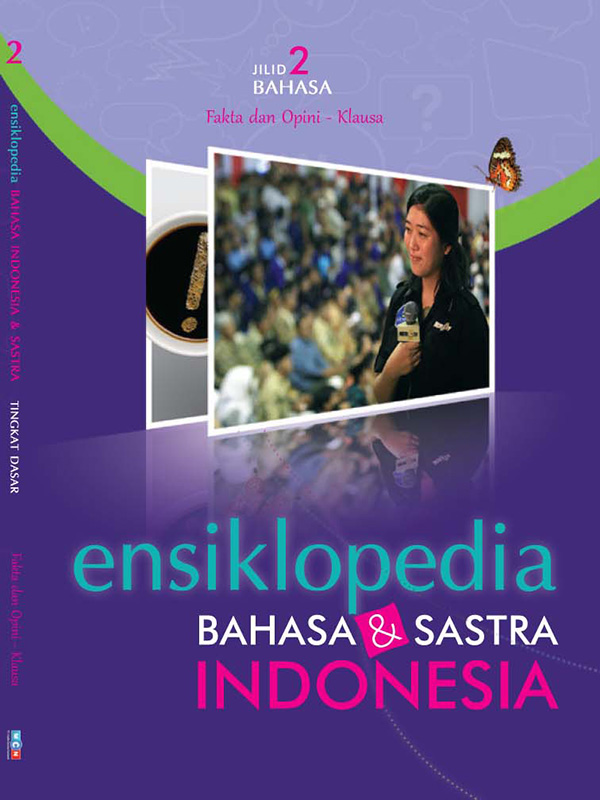 2
ensiklopedia BAHASA INDONESIA & SASTRA TINGKAT DASAR Fakta dan Opini - Klausa
MCN
JILID 2
BAHASA
Fakta dan Opini - Klausa
ensiklopedia
BAHASA & SASTRA
INDONESIA